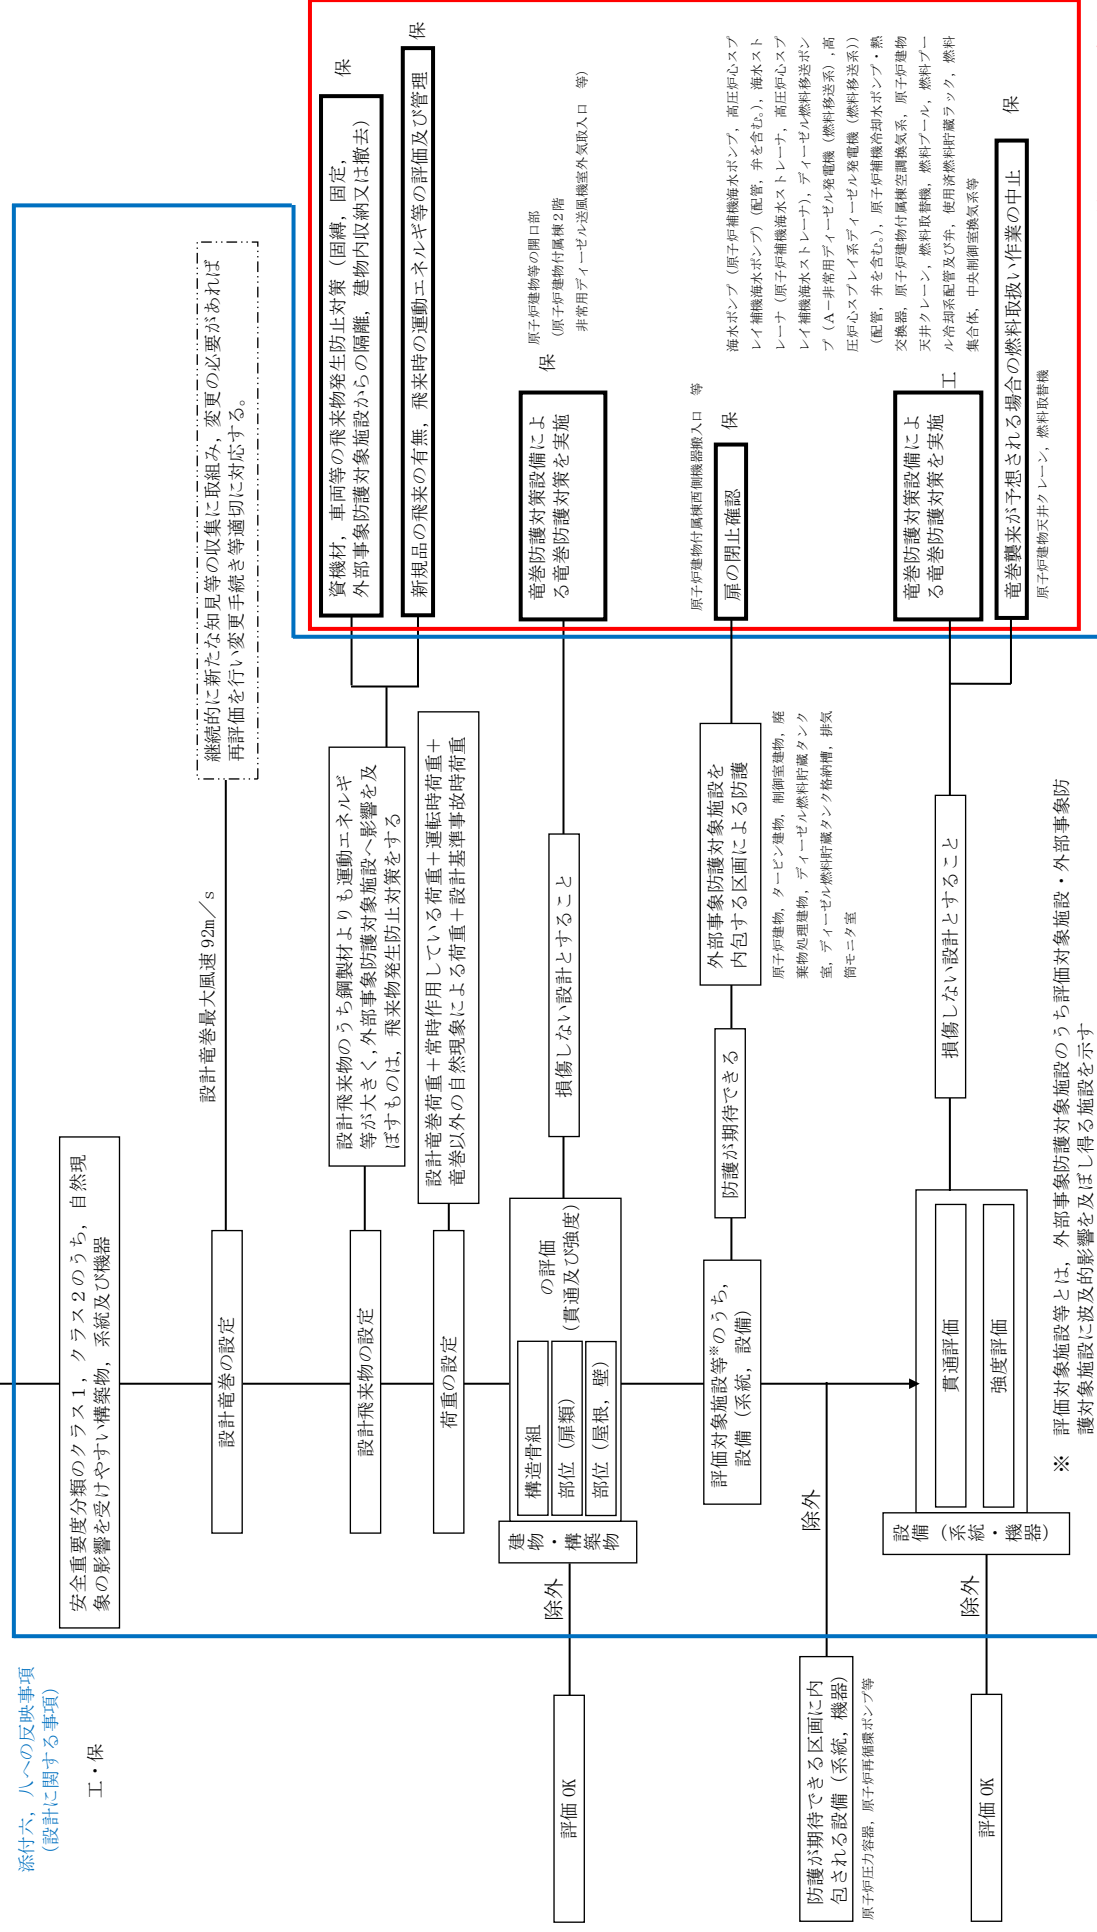 添付六，八への反映事項
（設計に関する事項）
工・保
安全重要度分類のクラス１，クラス２のうち，自然現
象の影響を受けやすい構築物，系統及び機器
設計竜巻の設定
設計竜巻最大風速 92m／s
継続的に新たな知見等の収集に取組み，変更の必要があれば
再評価を行い変更手続き等適切に対応する。
設計飛来物の設定
設計飛来物のうち鋼製材よりも運動エネルギ
等が大きく，外部事象防護対象施設へ影響を及
ぼすものは，飛来物発生防止対策をする
資機材，車両等の飛来物発生防止対策（固縛，固定，
外部事象防護対象施設からの隔離，建物内収納又は撤去）
保
新規品の飛来の有無，飛来時の運動エネルギ等の評価及び管理
保
荷重の設定
設計竜巻荷重＋常時作用している荷重＋運転時荷重＋
竜巻以外の自然現象による荷重＋設計基準事故時荷重
建物・構築物
構造骨組
部位（扉類）
部位（屋根，壁）
の評価
（貫通及び強度）
除外
評価 OK
損傷しない設計とすること
竜巻防護対策設備によ
る竜巻防護対策を実施
保
原子炉建物等の開口部
（原子炉建物付属棟２階
非常用ディーゼル送風機室外気取入口　等）
評価対象施設等※のうち，
設備（系統，設備）
防護が期待できる
外部事象防護対象施設を
内包する区画による防護
原子炉建物，タービン建物，制御室建物，廃
棄物処理建物，ディーゼル燃料貯蔵タンク
室，ディーゼル燃料貯蔵タンク格納槽，排気
筒モニタ室
扉の閉止確認
保
原子炉建物付属棟西側機器搬入口　等
除外
防護が期待できる区画に内
包される設備（系統，機器）
原子炉圧力容器，原子炉再循環ポンプ等
設備（系統・機器）
貫通評価
強度評価
除外
評価 OK
損傷しない設計とすること
竜巻防護対策設備によ
る竜巻防護対策を実施
工
海水ポンプ（原子炉補機海水ポンプ，高圧炉心スプ
レイ補機海水ポンプ）（配管，弁を含む。），海水スト
レーナ（原子炉補機海水ストレーナ，高圧炉心スプ
レイ補機海水ストレーナ），ディーゼル燃料移送ポン
プ（Ａ－非常用ディーゼル発電機（燃料移送系），高
圧炉心スプレイ系ディーゼル発電機（燃料移送系））
（配管，弁を含む。），原子炉補機冷却水ポンプ・熱
交換器，原子炉建物付属棟空調換気系，原子炉建物
天井クレーン，燃料取替機，燃料プール，燃料プー
ル冷却系配管及び弁，使用済燃料貯蔵ラック，燃料
集合体，中央制御室換気系等
竜巻襲来が予想される場合の燃料取扱い作業の中止
保
原子炉建物天井クレーン，燃料取替機
※　評価対象施設等とは，外部事象防護対象施設のうち評価対象施設・外部事象防
護対象施設に波及的影響を及ぼし得る施設を示す